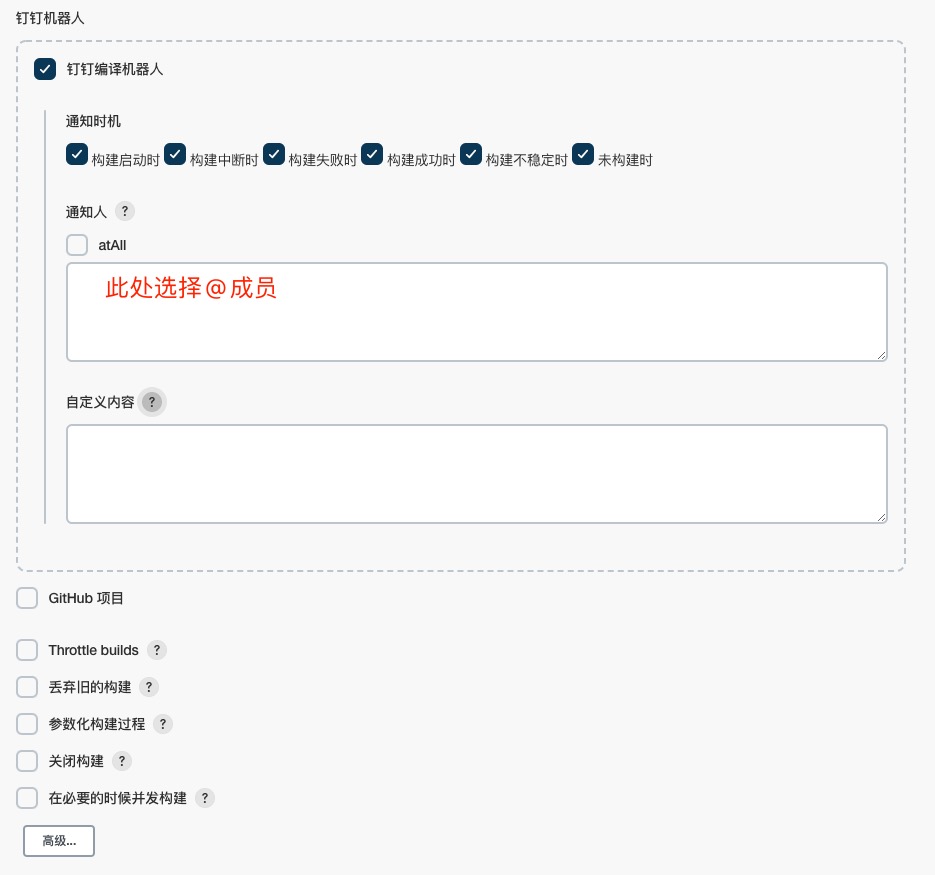 钉钉机器人
钉钉编译机器人
通知时机
构建启动时 构建中断时 构建失败时 构建成功时 构建不稳定时 未构建时
通知人 ?
atAll
此处选择@成员
自定义内容 ?
GitHub 项目
Throttle builds ?
丢弃旧的构建 ?
参数化构建过程 ?
关闭构建 ?
在必要的时候并发构建 ?
高级...